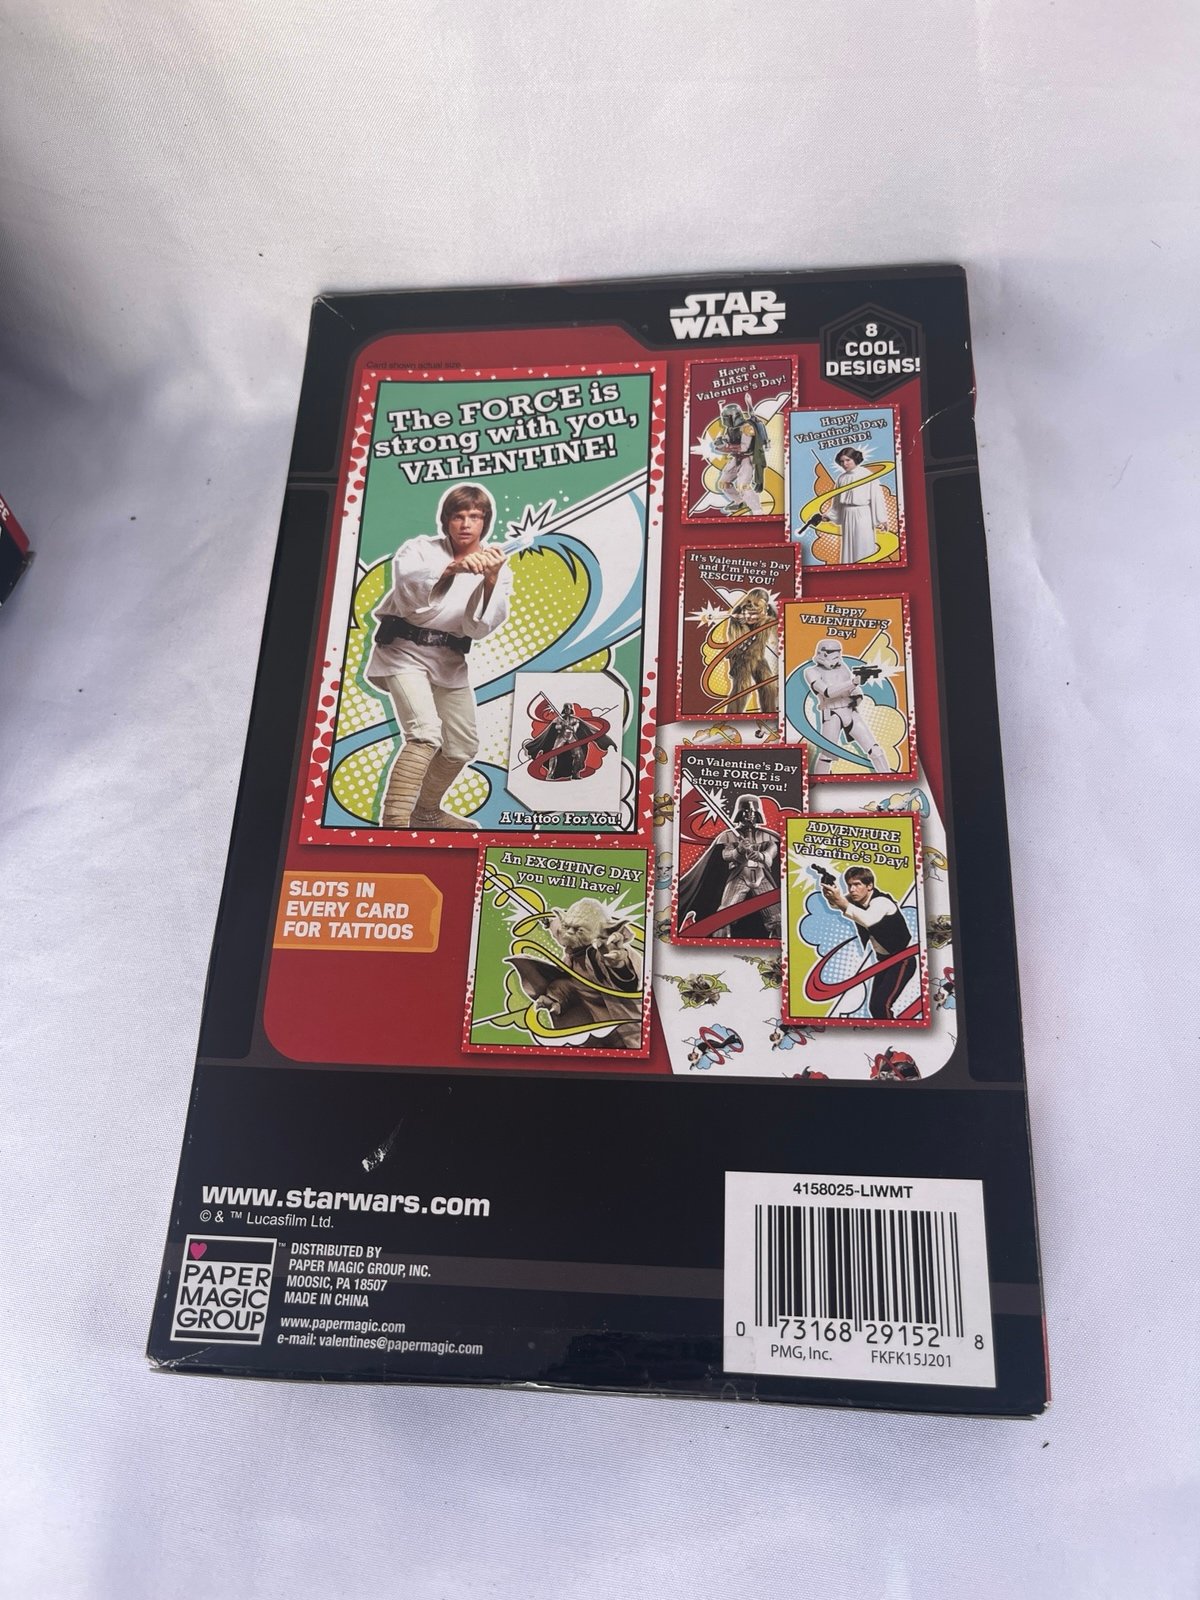 STAR
WARS
8
COOL
DESIGNS!
Card shown actual size
The FORCE is
strong with you,
VALENTINE!
A Tattoo For You!
Have a
BLAST on
Valentine's Day!
Happy
Valentine's Day,
FRIEND!
It's Valentine's Day
and I'm here to
RESCUE YOU!
Happy
VALENTINE'S
Day!
On Valentine's Day
the FORCE is
strong with you!
ADVENTURE
awaits you on
Valentine's Day!
An EXCITING DAY
you will have!
SLOTS IN
EVERY CARD
FOR TATTOOS
www.starwars.com
© & ™ Lucasfilm Ltd.
PAPER
MAGIC
GROUP
™
DISTRIBUTED BY
PAPER MAGIC GROUP, INC.
MOOSIC, PA 18507
MADE IN CHINA
www.papermagic.com
e-mail: valentines@papermagic.com
4158025-LIWMT
0 73168 29152 8
PMG, Inc. FKFK15J201